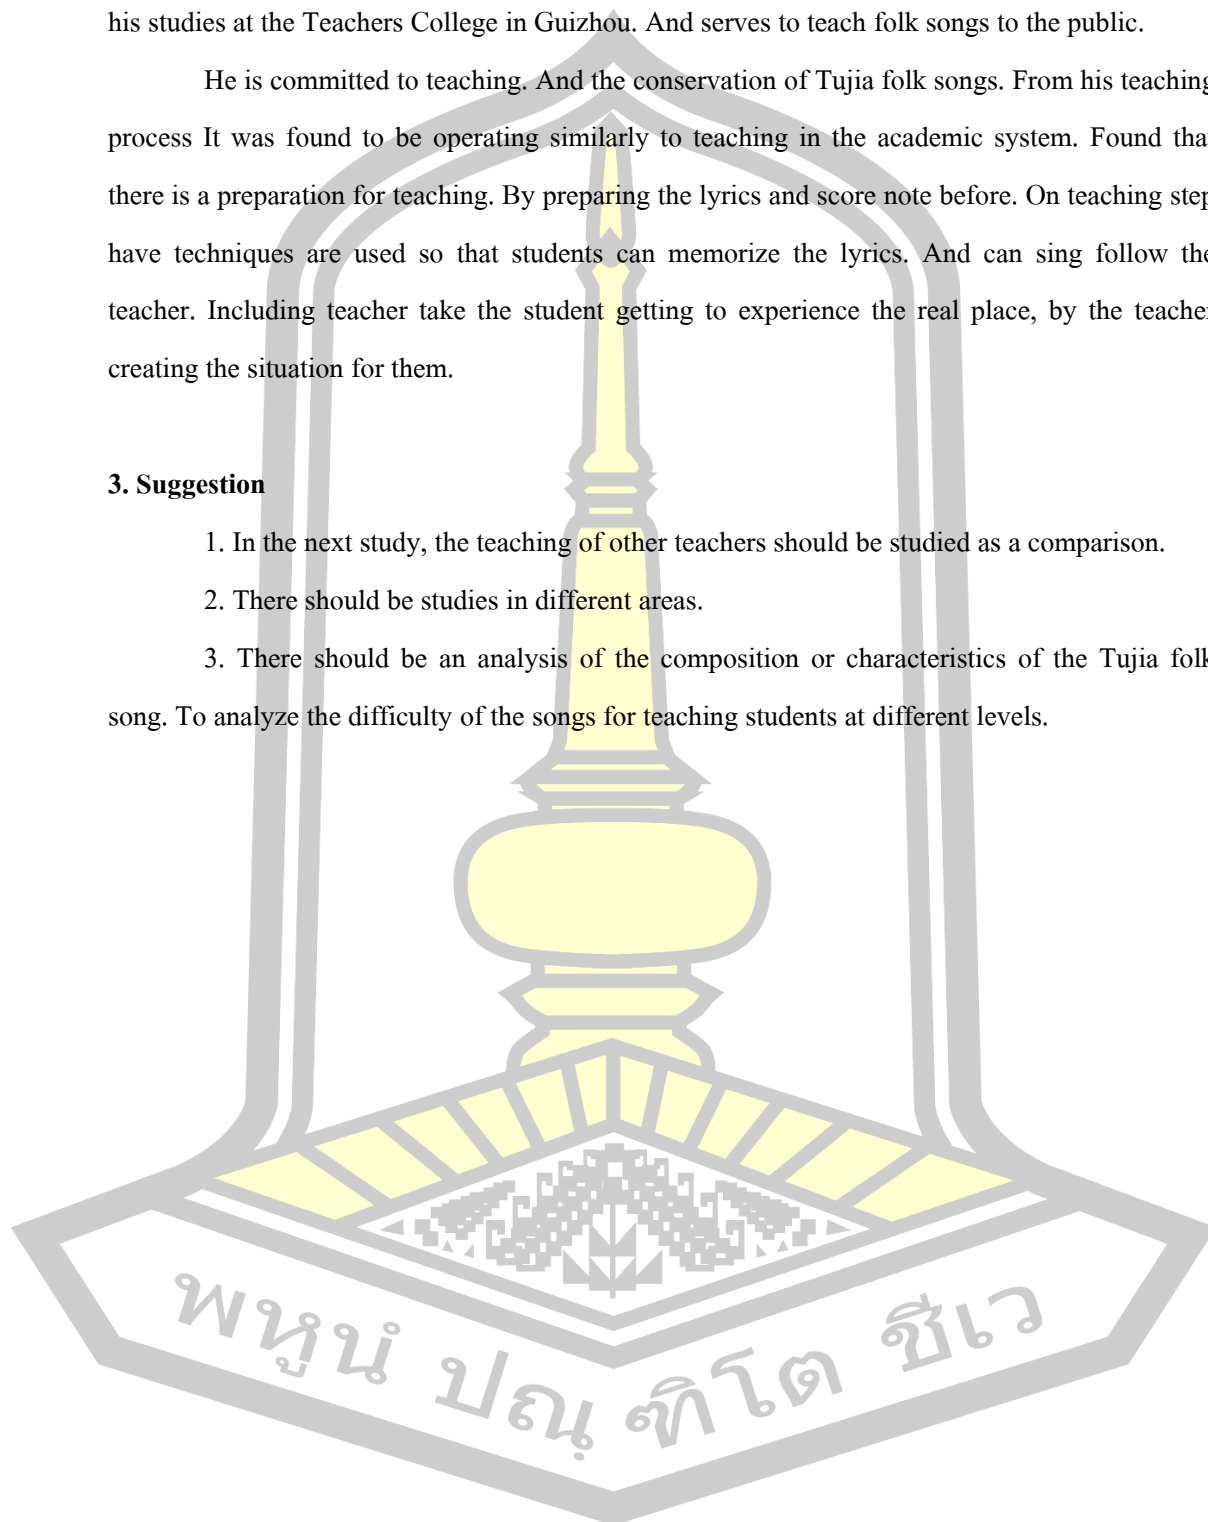 his studies at the Teachers College in Guizhou. And serves to teach folk songs to the public.
He is committed to teaching. And the conservation of Tujia folk songs. From his teaching
process It was found to be operating similarly to teaching in the academic system. Found tha
there is a preparation for teaching. By preparing the lyrics and score note before. On teaching step
have techniques are used so that students can memorize the lyrics. And can sing follow the
teacher. Including teacher take the student getting to experience the real place, by the teacher
creating the situation for them.
3. Suggestion
1. In the next study, the teaching of other teachers should be studied as a comparison.
2. There should be studies in different areas.
3. There should be an analysis of the composition or characteristics of the Tujia folk
song. To analyze the difficulty of the songs for teaching students at different levels.
พหูนํ ปณฺฑิโต ชีเว